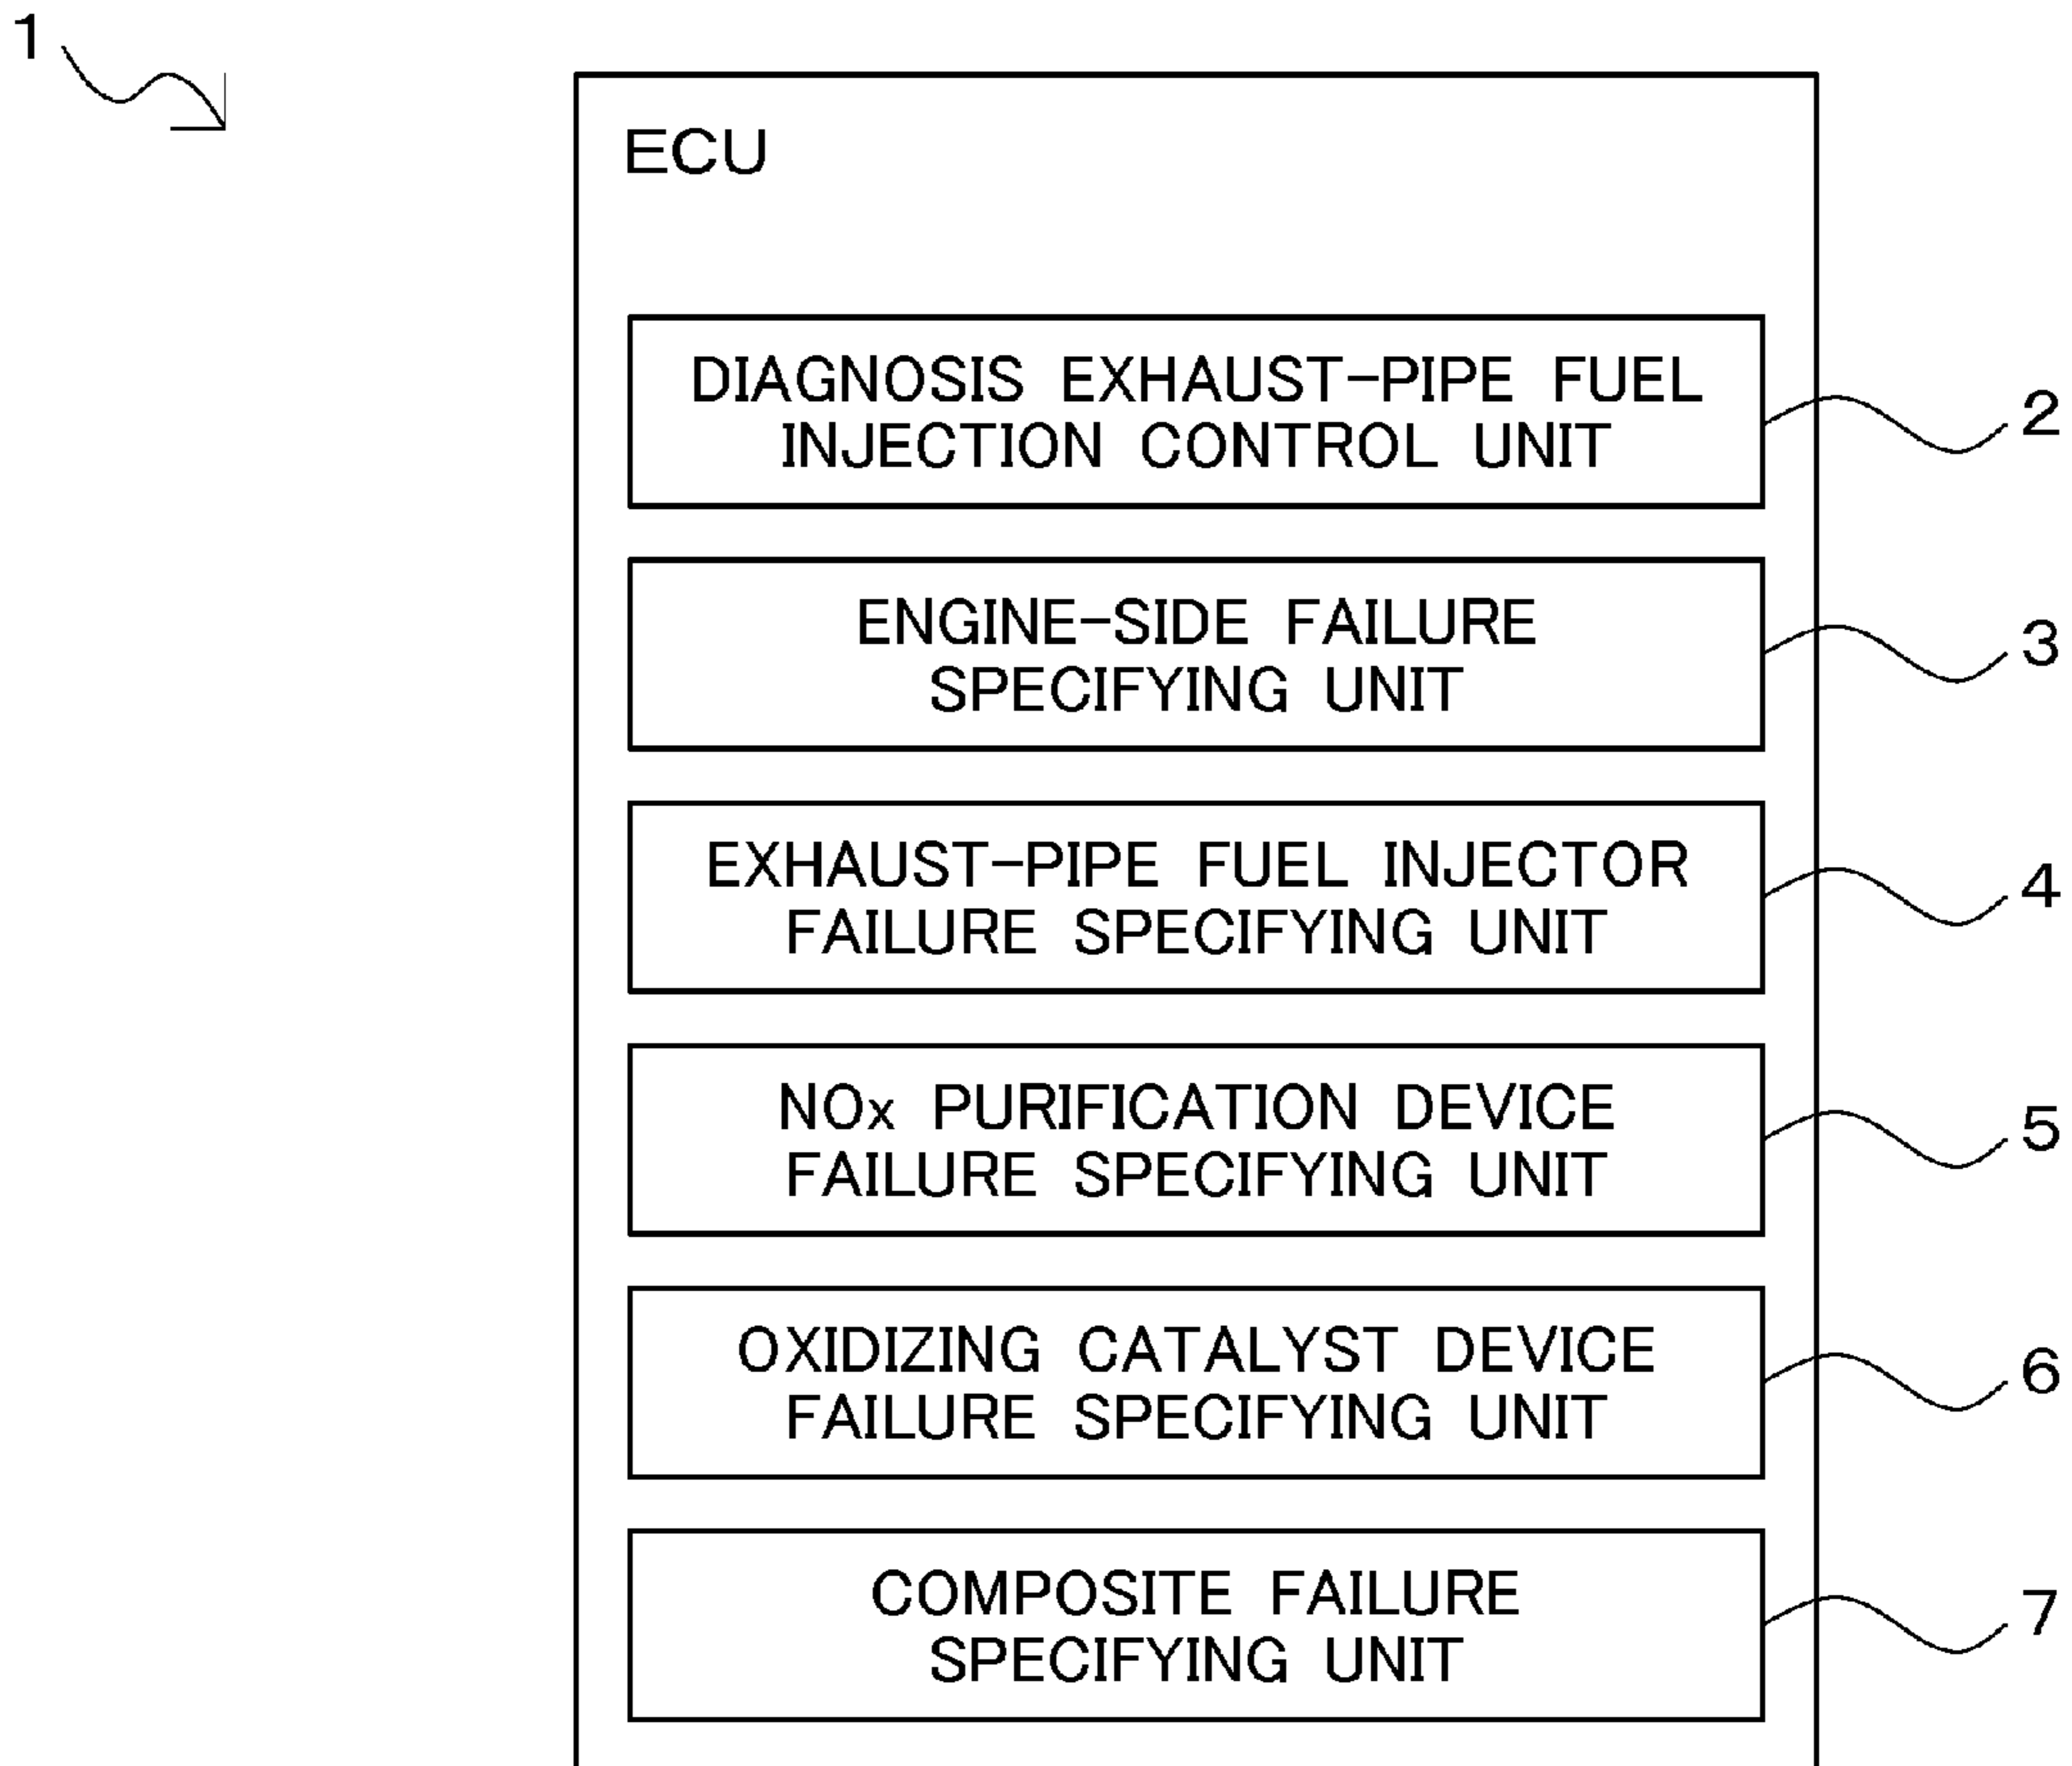 1
ECU
DIAGNOSIS EXHAUST-PIPE FUEL
INJECTION CONTROL UNIT
2
ENGINE-SIDE FAILURE
SPECIFYING UNIT
3
EXHAUST-PIPE FUEL INJECTOR
FAILURE SPECIFYING UNIT
4
NOx PURIFICATION DEVICE
FAILURE SPECIFYING UNIT
5
OXIDIZING CATALYST DEVICE
FAILURE SPECIFYING UNIT
6
COMPOSITE FAILURE
SPECIFYING UNIT
7